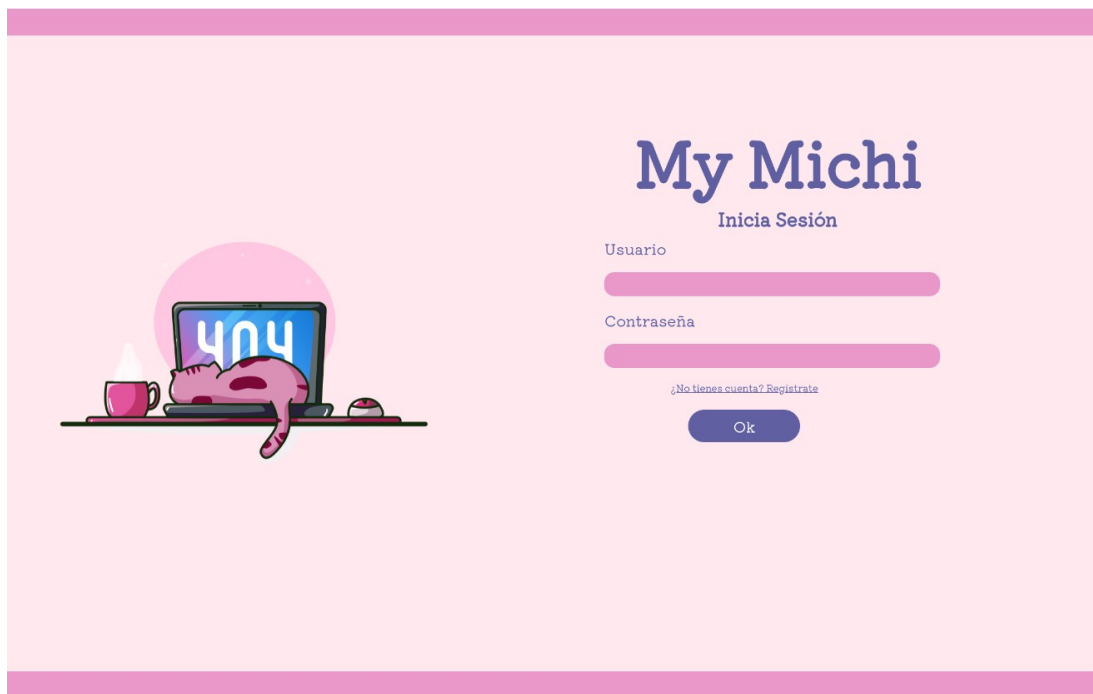 My Michi
Inicia Sesión
Usuario
404
Contraseña
¿No tienes cuenta? Registrate
Ok